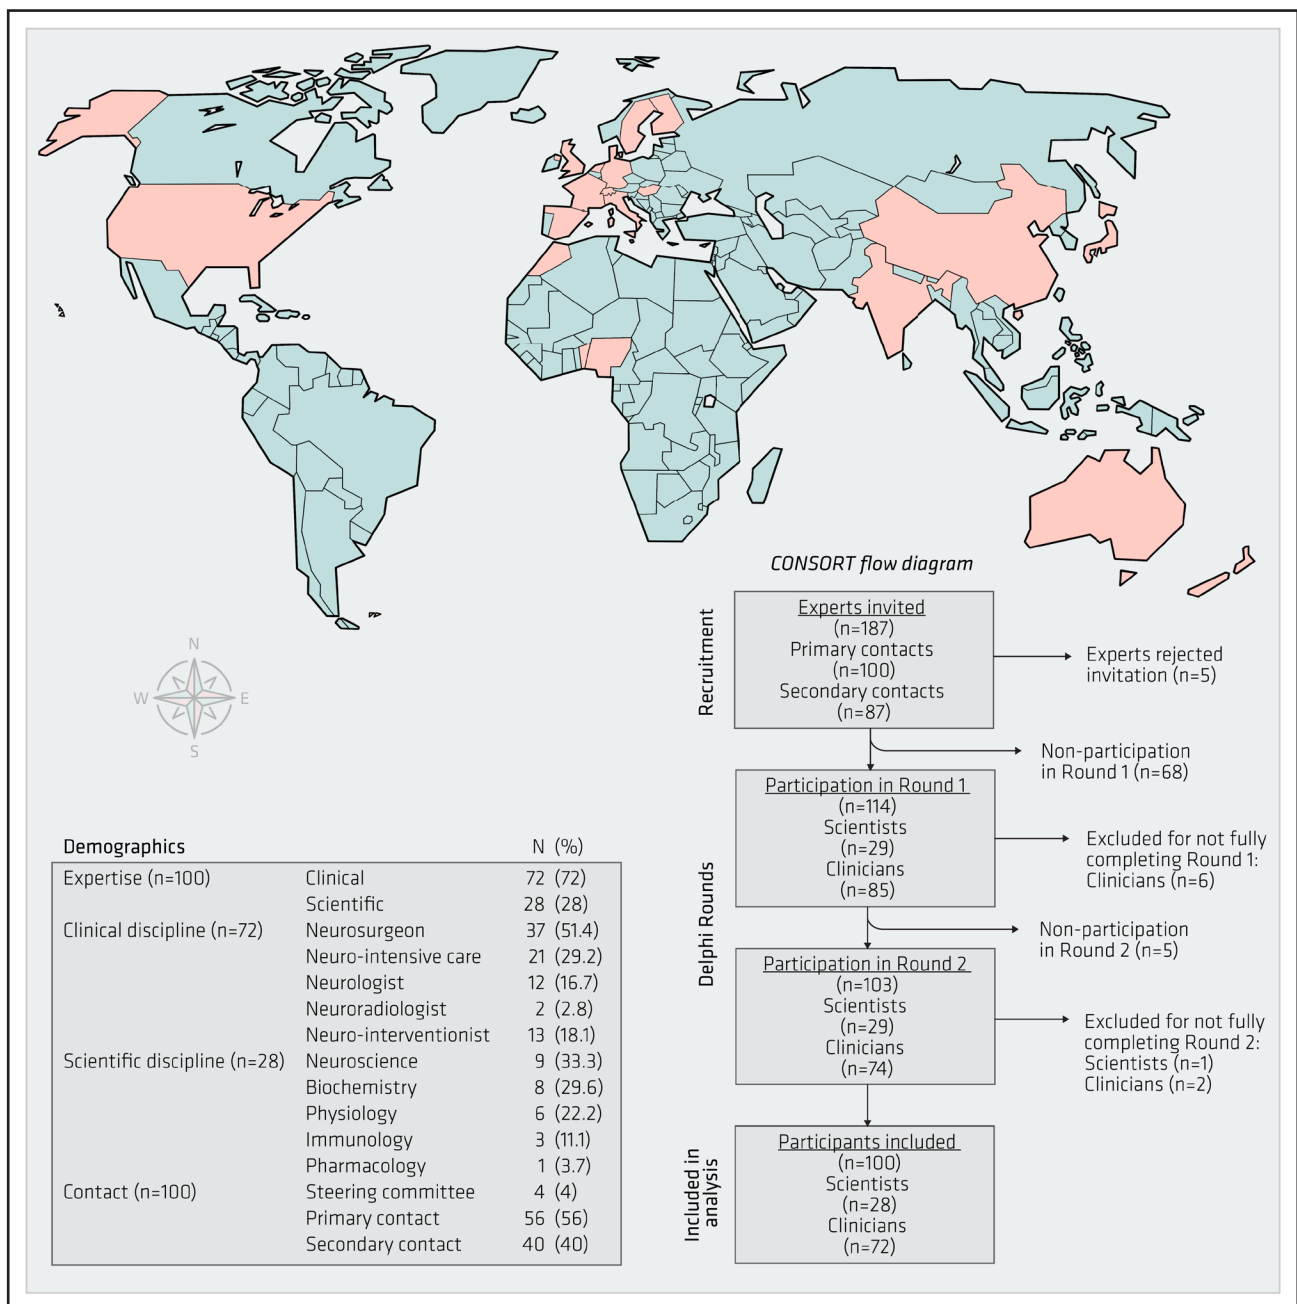 CONSORT flow diagram
Recruitment
Experts invited
(n=187)
Primary contacts
(n=100)
Secondary contacts
(n=87)
Experts rejected
invitation (n=5)
Non-participation
in Round 1 (n=68)
Delphi Rounds
Participation in Round 1
(n=114)
Scientists
(n=29)
Clinicians
(n=85)
Excluded for not fully
completing Round 1:
Clinicians (n=6)
Non-participation
in Round 2 (n=5)
Participation in Round 2
(n=103)
Scientists
(n=29)
Clinicians
(n=74)
Excluded for not fully
completing Round 2:
Scientists (n=1)
Clinicians (n=2)
Included in
analysis
Participants included
(n=100)
Scientists
(n=28)
Clinicians
(n=72)
N
W E
S
Demographics N (%)
Expertise (n=100) Clinical 72 (72)
Scientific 28 (28)
Clinical discipline (n=72) Neurosurgeon 37 (51.4)
Neuro-intensive care 21 (29.2)
Neurologist 12 (16.7)
Neuroradiologist 2 (2.8)
Neuro-interventionist 13 (18.1)
Scientific discipline (n=28) Neuroscience 9 (33.3)
Biochemistry 8 (29.6)
Physiology 6 (22.2)
Immunology 3 (11.1)
Pharmacology 1 (3.7)
Contact (n=100) Steering committee 4 (4)
Primary contact 56 (56)
Secondary contact 40 (40)